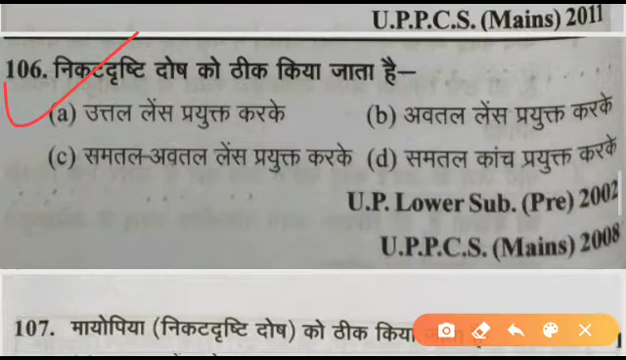 U.P.P.C.S. (Mains) 2011
106. निकटदृष्टि दोष को ठीक किया जाता है–
(a) उत्तल लेंस प्रयुक्त करके (b) अवतल लेंस प्रयुक्त करके
(c) समतल-अवतल लेंस प्रयुक्त करके (d) समतल कांच प्रयुक्त करके
U.P. Lower Sub. (Pre) 2002
U.P.P.C.S. (Mains) 2008
107. मायोपिया (निकटदृष्टि दोष) को ठीक किया